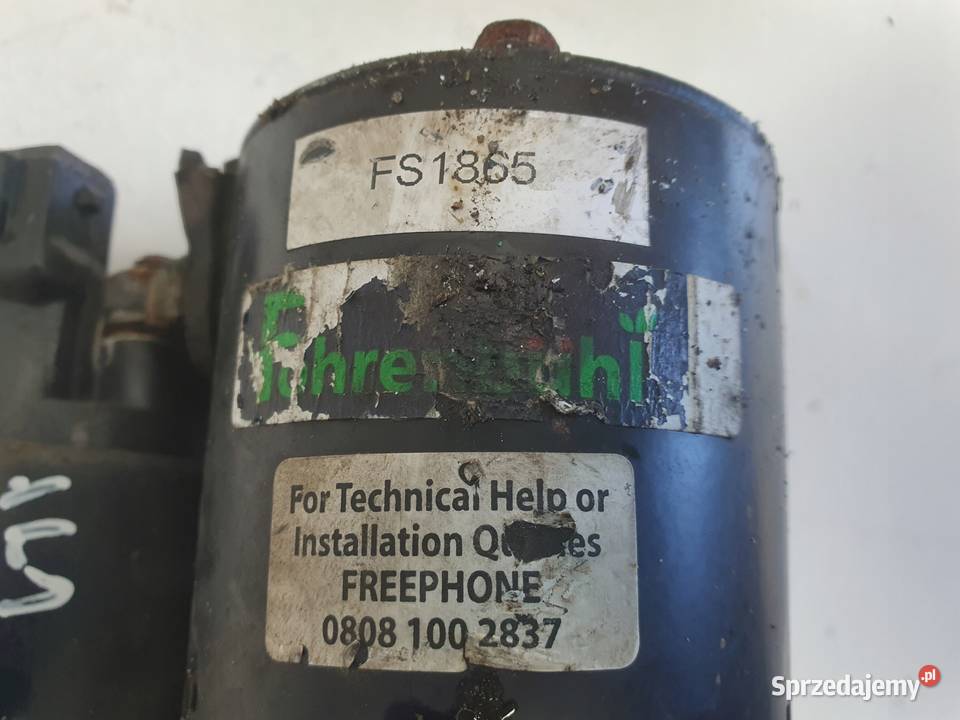 FS1865
For Technical Help or
Installation
FREEPHONE
0808 100 2837
Sprzedajemy.pl